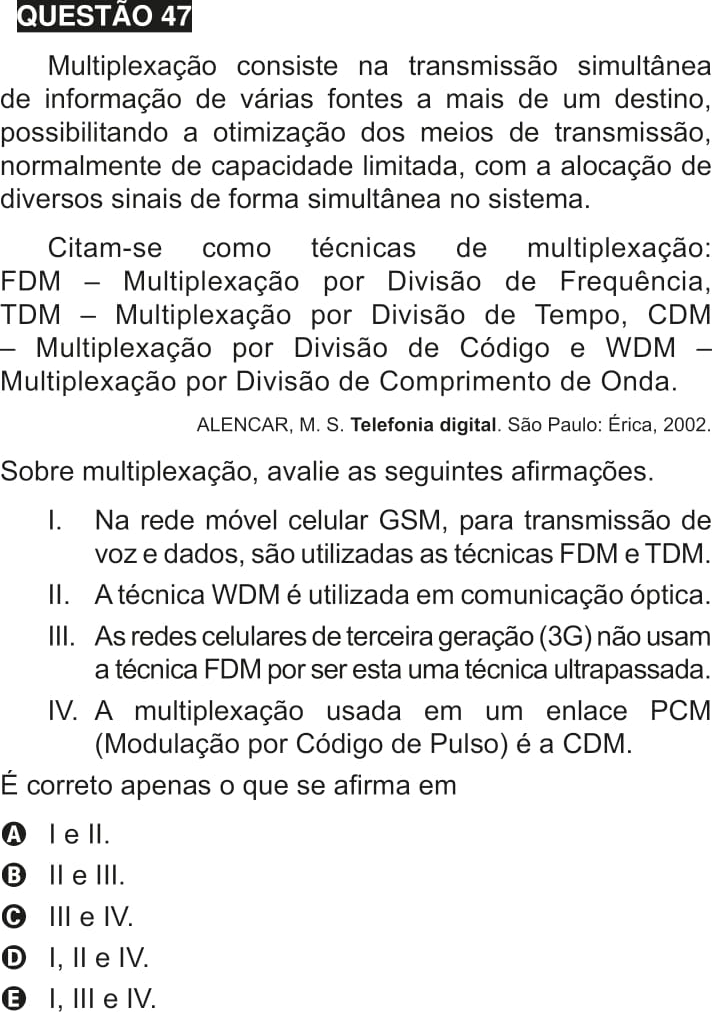 QUESTÃO 47
Multiplexação consiste na transmissão simultânea
de informação de várias fontes a mais de um destino,
possibilitando a otimização dos meios de transmissão,
normalmente de capacidade limitada, com a alocação de
diversos sinais de forma simultânea no sistema.
Citam-se como técnicas de multiplexação:
FDM – Multiplexação por Divisão de Frequência,
TDM – Multiplexação por Divisão de Tempo, CDM
– Multiplexação por Divisão de Código e WDM –
Multiplexação por Divisão de Comprimento de Onda.
ALENCAR, M. S. Telefonia digital. São Paulo: Érica, 2002.
Sobre multiplexação, avalie as seguintes afirmações.
I. Na rede móvel celular GSM, para transmissão de
voz e dados, são utilizadas as técnicas FDM e TDM.
II. A técnica WDM é utilizada em comunicação óptica.
III. As redes celulares de terceira geração (3G) não usam
a técnica FDM por ser esta uma técnica ultrapassada.
IV. A multiplexação usada em um enlace PCM
(Modulação por Código de Pulso) é a CDM.
É correto apenas o que se afirma em
A I e II.
B II e III.
C III e IV.
D I, II e IV.
E I, III e IV.